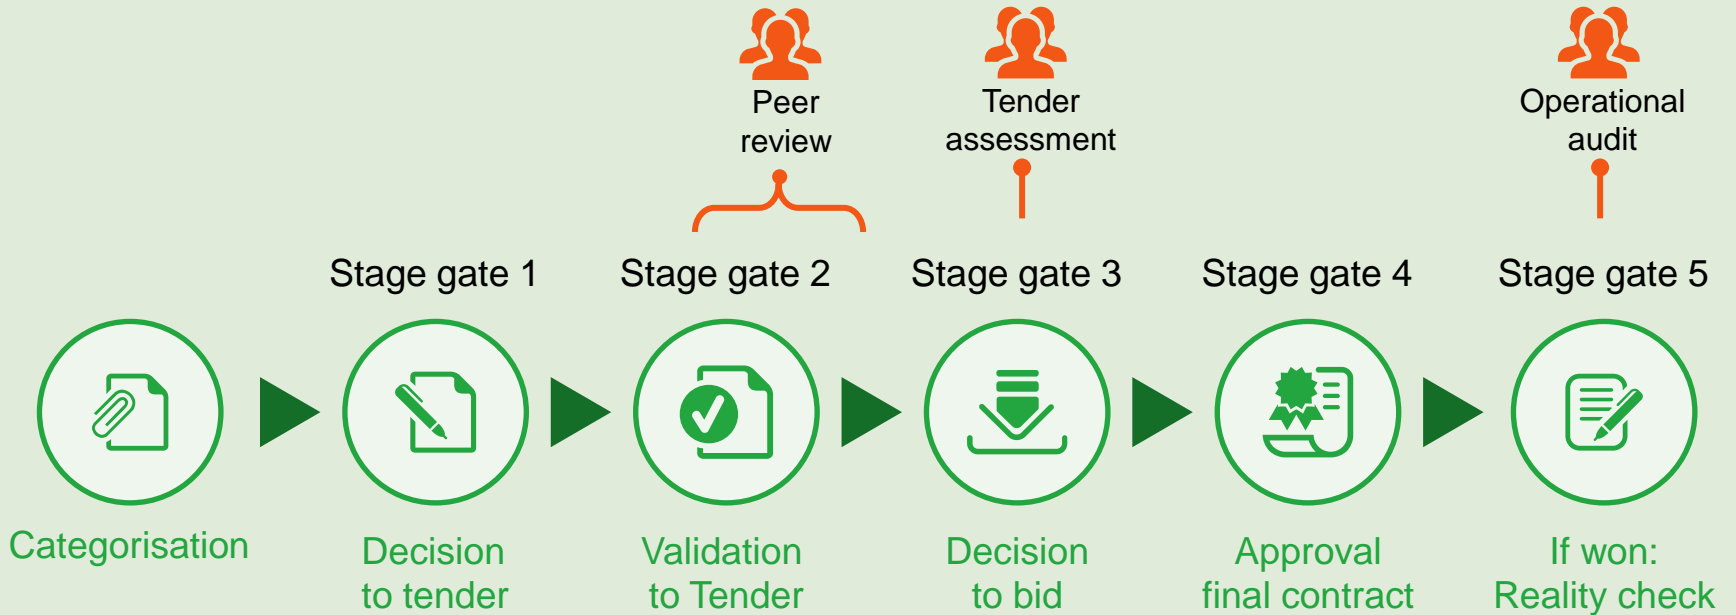 Peer
review
Tender
assessment
Operational
audit
Stage gate 1
Stage gate 2
Stage gate 3
Stage gate 4
Stage gate 5
Categorisation
Decision
to tender
Validation
to Tender
Decision
to bid
Approval
final contract
If won:
Reality check